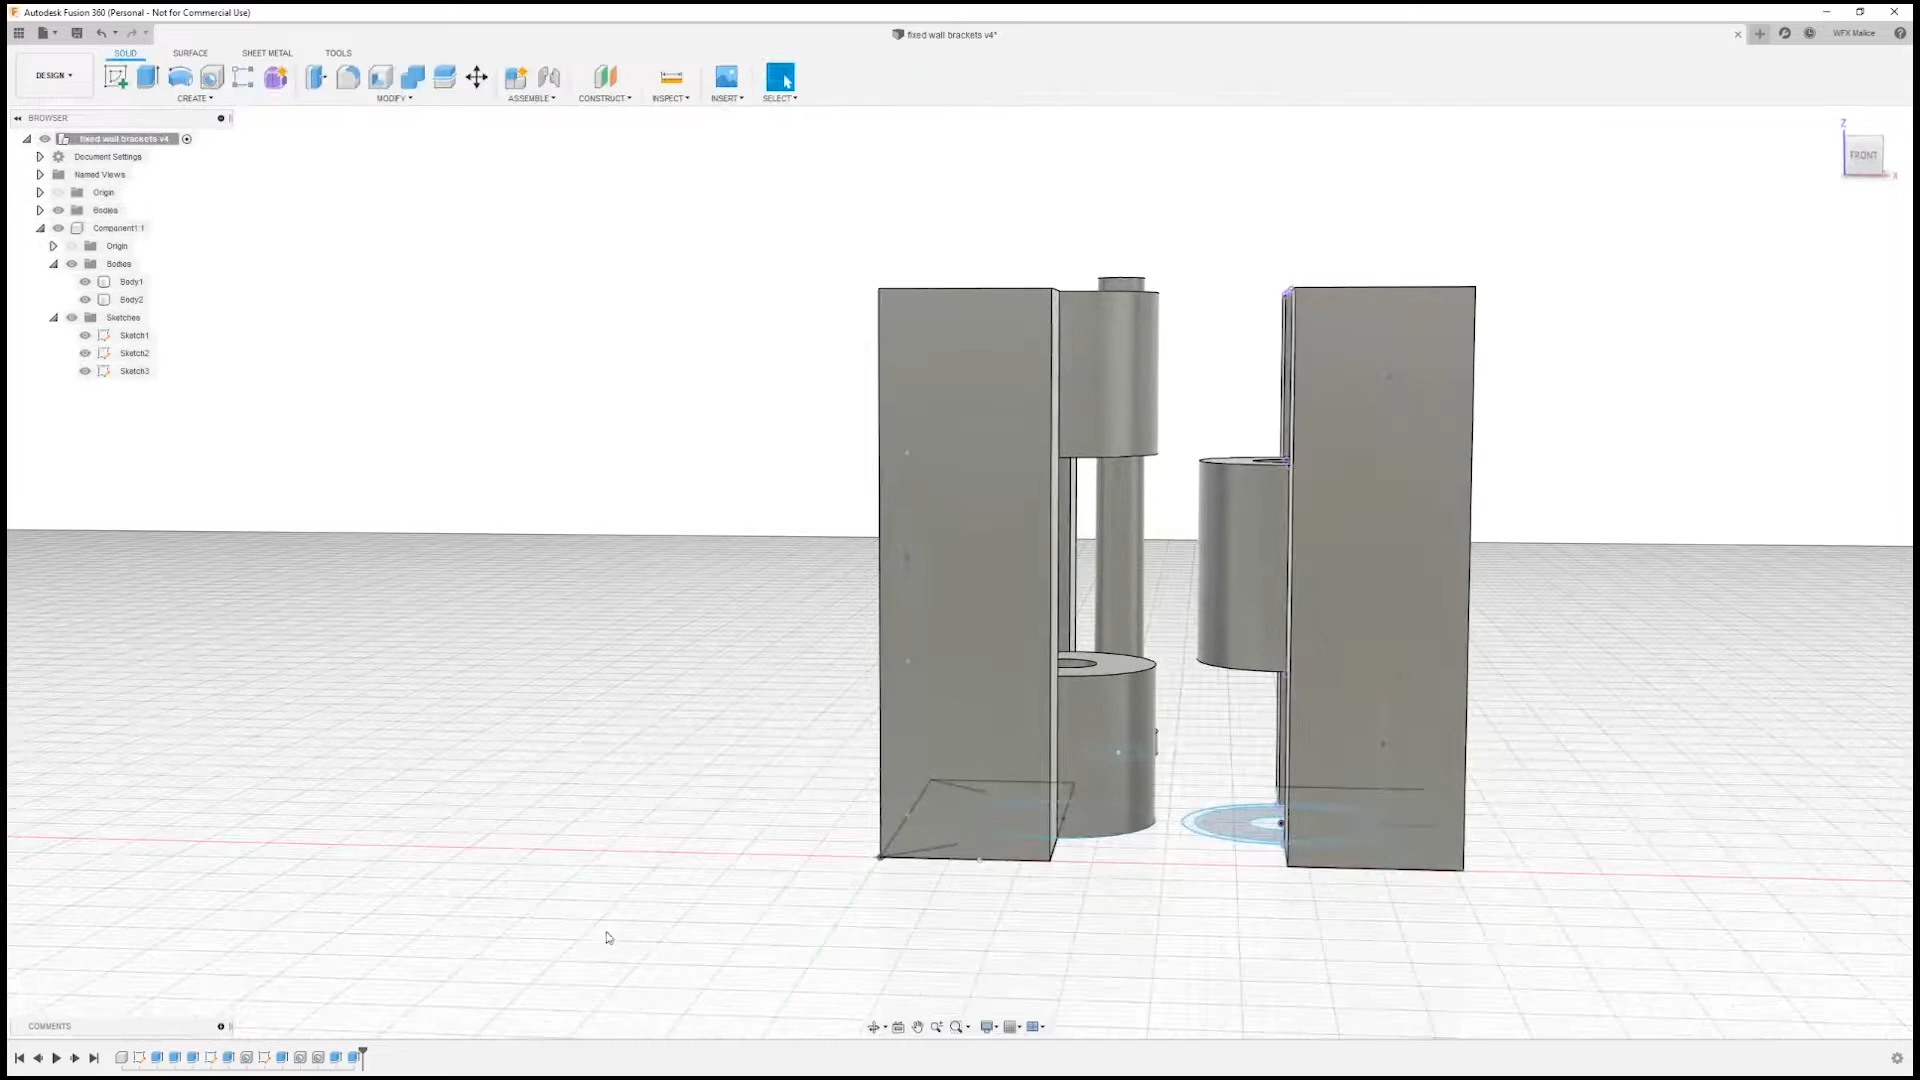 Autodesk Fusion 360 (Personal - Not for Commercial Use)
fixed wall brackets v4*
WFX Malice
SOLID SURFACE SHEET METAL TOOLS
DESIGN
CREATE MODIFY ASSEMBLE CONSTRUCT INSPECT INSERT SELECT
BROWSER
fixed wall brackets v4
Document Settings
Named Views
Origin
Bodies
Component1:1
Origin
Bodies
Body1
Body2
Sketches
Sketch1
Sketch2
Sketch3
Z
FRONT
X
COMMENTS